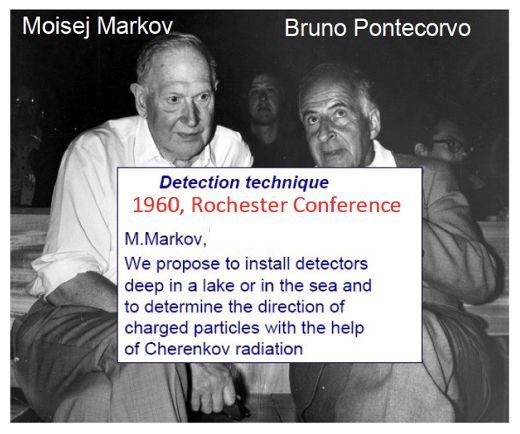 Moisej Markov
Bruno Pontecorvo
Detection technique
1960, Rochester Conference
M.Markov,
We propose to install detectors
deep in a lake or in the sea and
to determine the direction of
charged particles with the help
of Cherenkov radiation